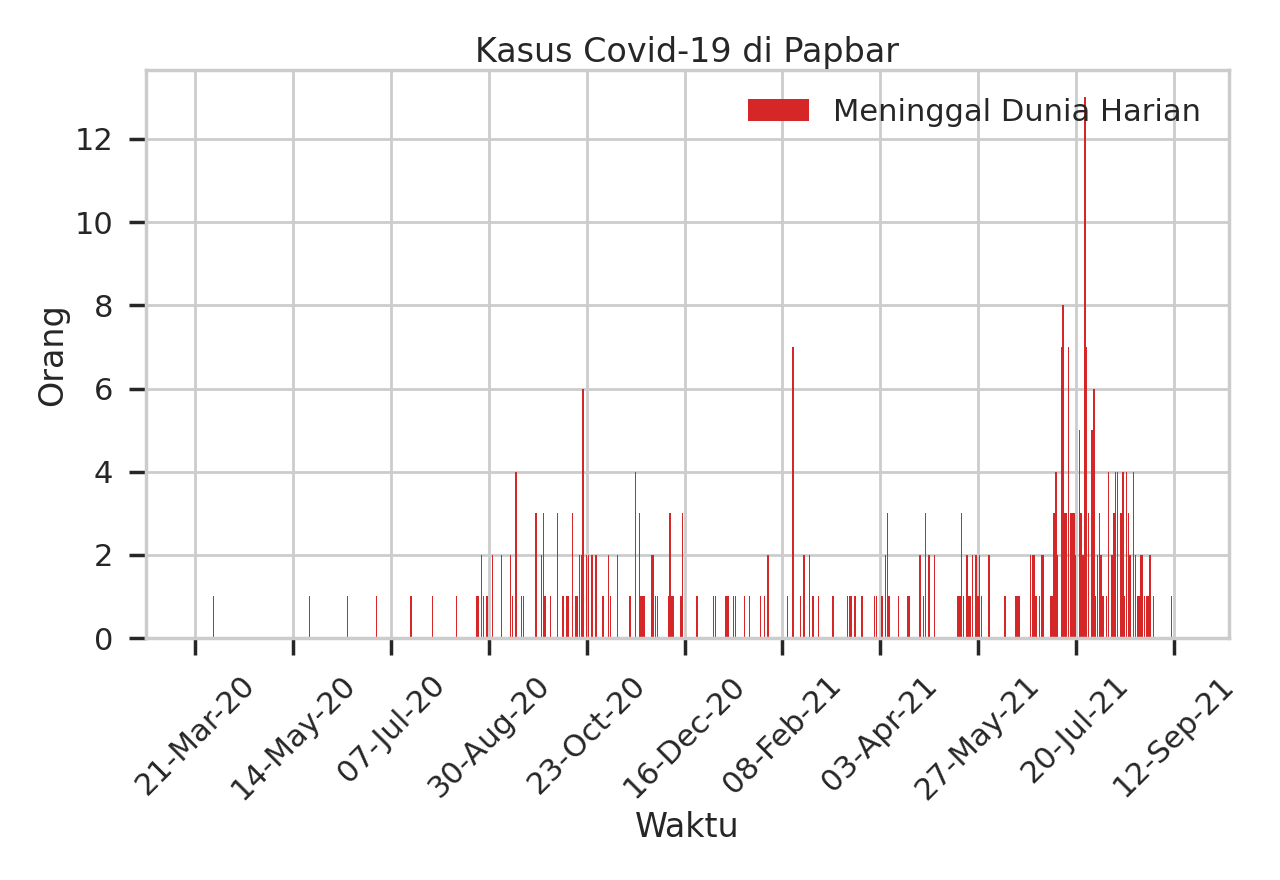 Kasus Covid-19 di Papbar
Meninggal Dunia Harian
12
10
8
6
4
2
0
Orang
21-Mar-20
14-May-20
07-Jul-20
30-Aug-20
23-Oct-20
16-Dec-20
08-Feb-21
03-Apr-21
27-May-21
20-Jul-21
12-Sep-21
Waktu